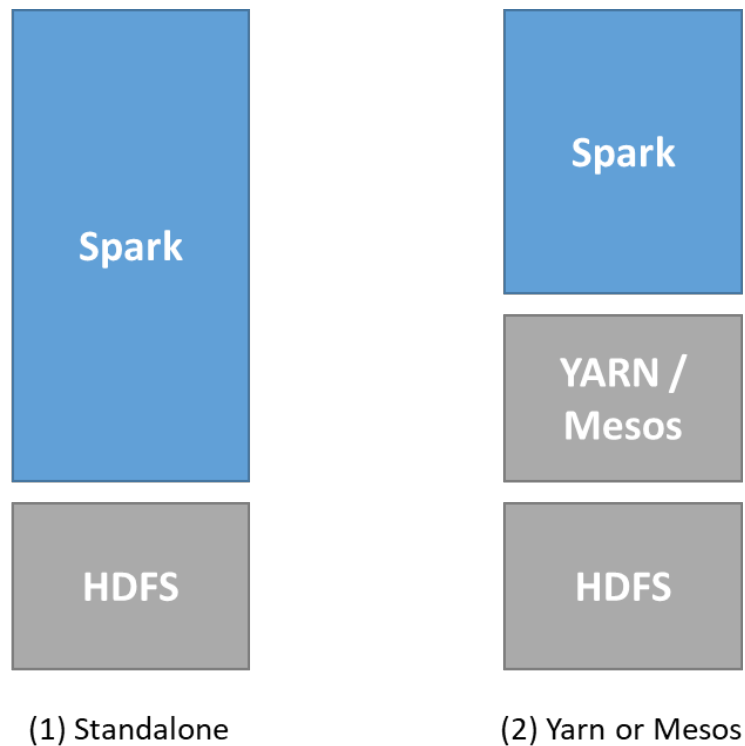 Spark
HDFS
(1) Standalone
Spark
YARN /
Mesos
HDFS
(2) Yarn or Mesos